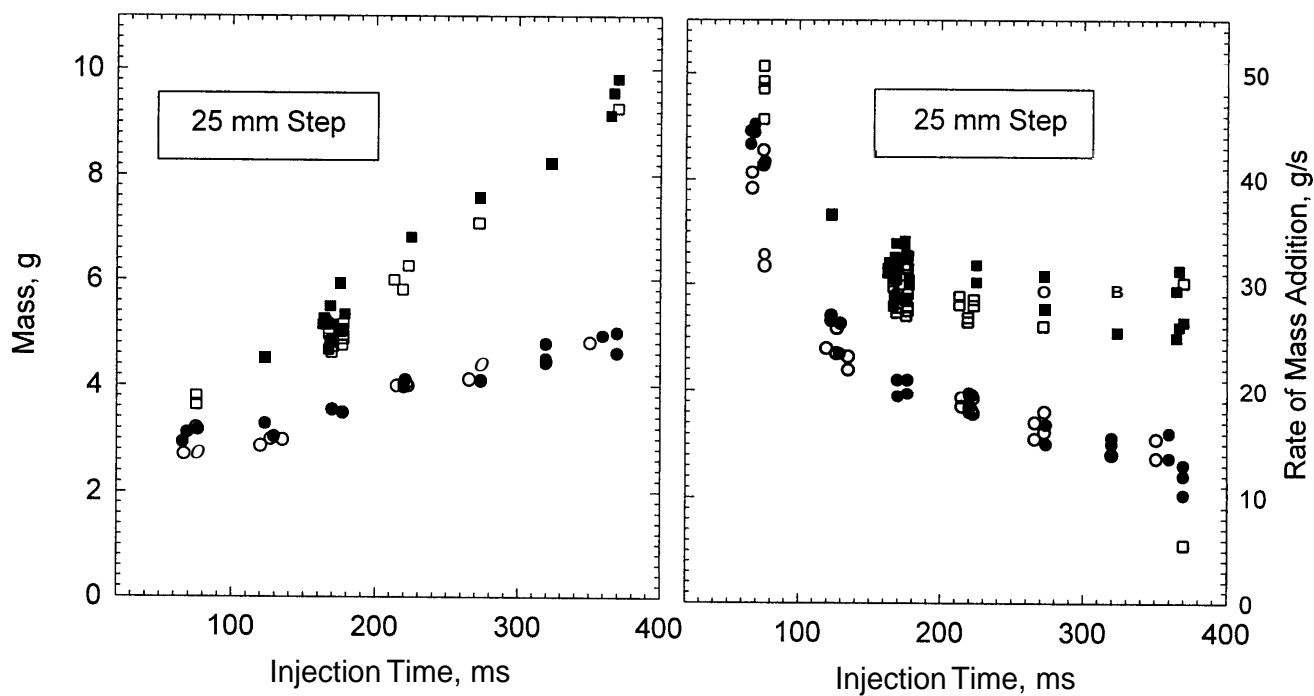 10
8
6
4
2
0
Mass, g
25 mm Step
O
O
100
200
300
400
Injection Time, ms
25 mm Step
B
50
40
30
20
10
0
Rate of Mass Addition, g/s
100
200
300
400
Injection Time, ms